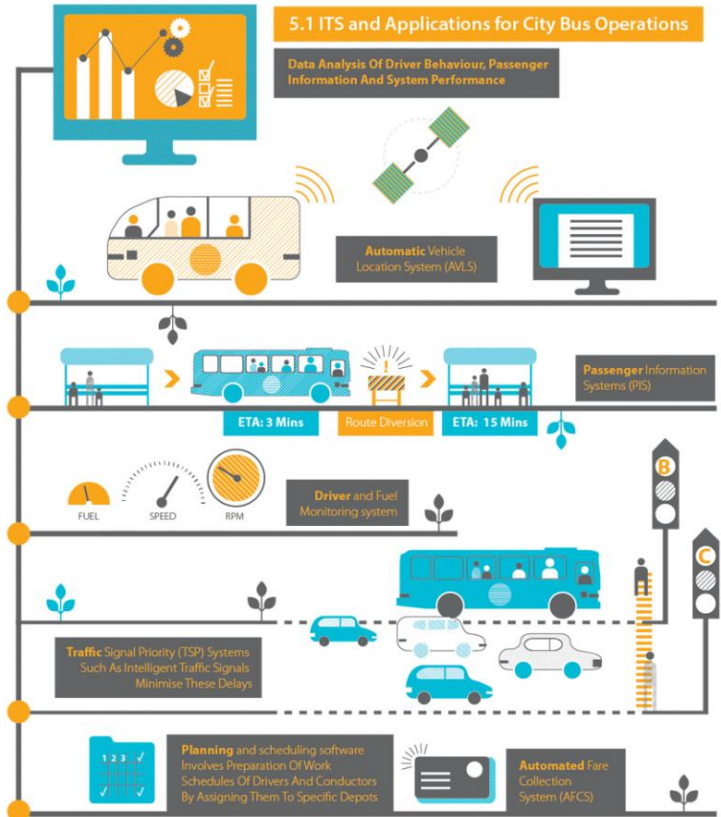 5.1 ITS and Applications for City Bus Operations
Data Analysis Of Driver Behaviour, Passenger
Information And System Performance
Automatic Vehicle
Location System (AVLS)
Passenger Information
Systems (PIS)
ETA: 3 Mins
Route Diversion
ETA: 15 Mins
FUEL
SPEED
RPM
Driver and Fuel
Monitoring system
B
C
Traffic Signal Priority (TSP) Systems
Such As Intelligent Traffic Signals
Minimise These Delays
1 2 3
Planning and scheduling software
Involves Preparation Of Work
Schedules Of Drivers And Conductors
By Assigning Them To Specific Depots
Automated Fare
Collection
System (AFCS)